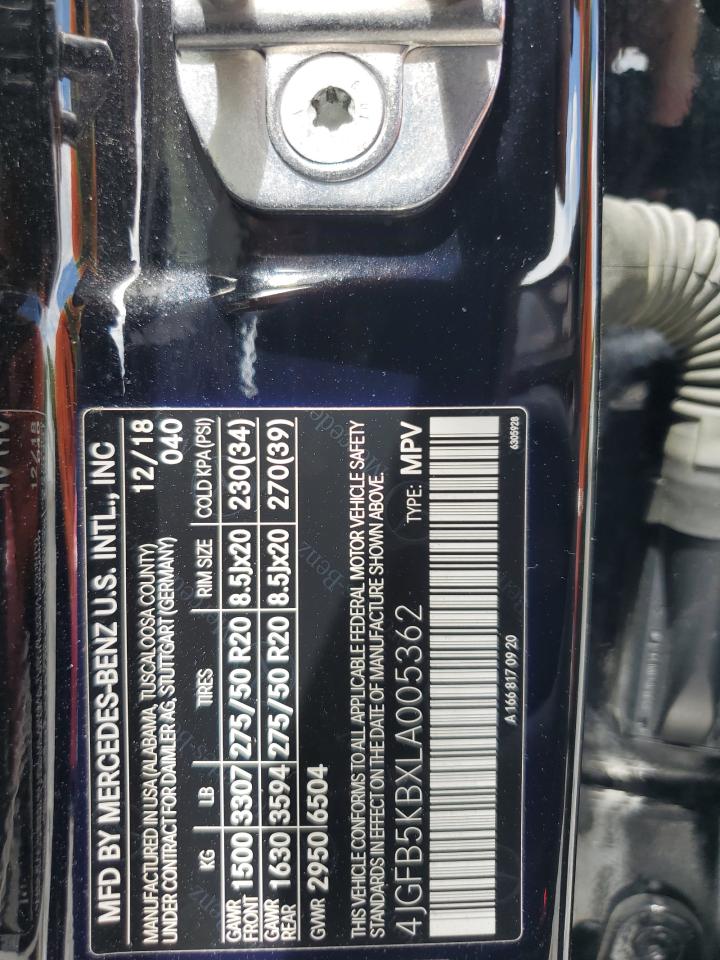 MFD BY MERCEDES-BENZ U.S. INTL., INC
MANUFACTURED IN USA (ALABAMA, TUSCALOOSA COUNTY) 12/18
UNDER CONTRACT FOR DAIMLER AG, STUTTGART (GERMANY) 040
KG LB TIRES RIM SIZE COLD KPA(PSI)
GAWR FRONT 1500 3307 275/50 R20 8.5Jx20 230(34)
GAWR REAR 1630 3594 275/50 R20 8.5Jx20 270(39)
GVWR 2950 6504
THIS VEHICLE CONFORMS TO ALL APPLICABLE FEDERAL MOTOR VEHICLE SAFETY
STANDARDS IN EFFECT ON THE DATE OF MANUFACTURE SHOWN ABOVE.
4JGFB5KBXLA005362 TYPE: MPV
A 166 817 09 20 6305928